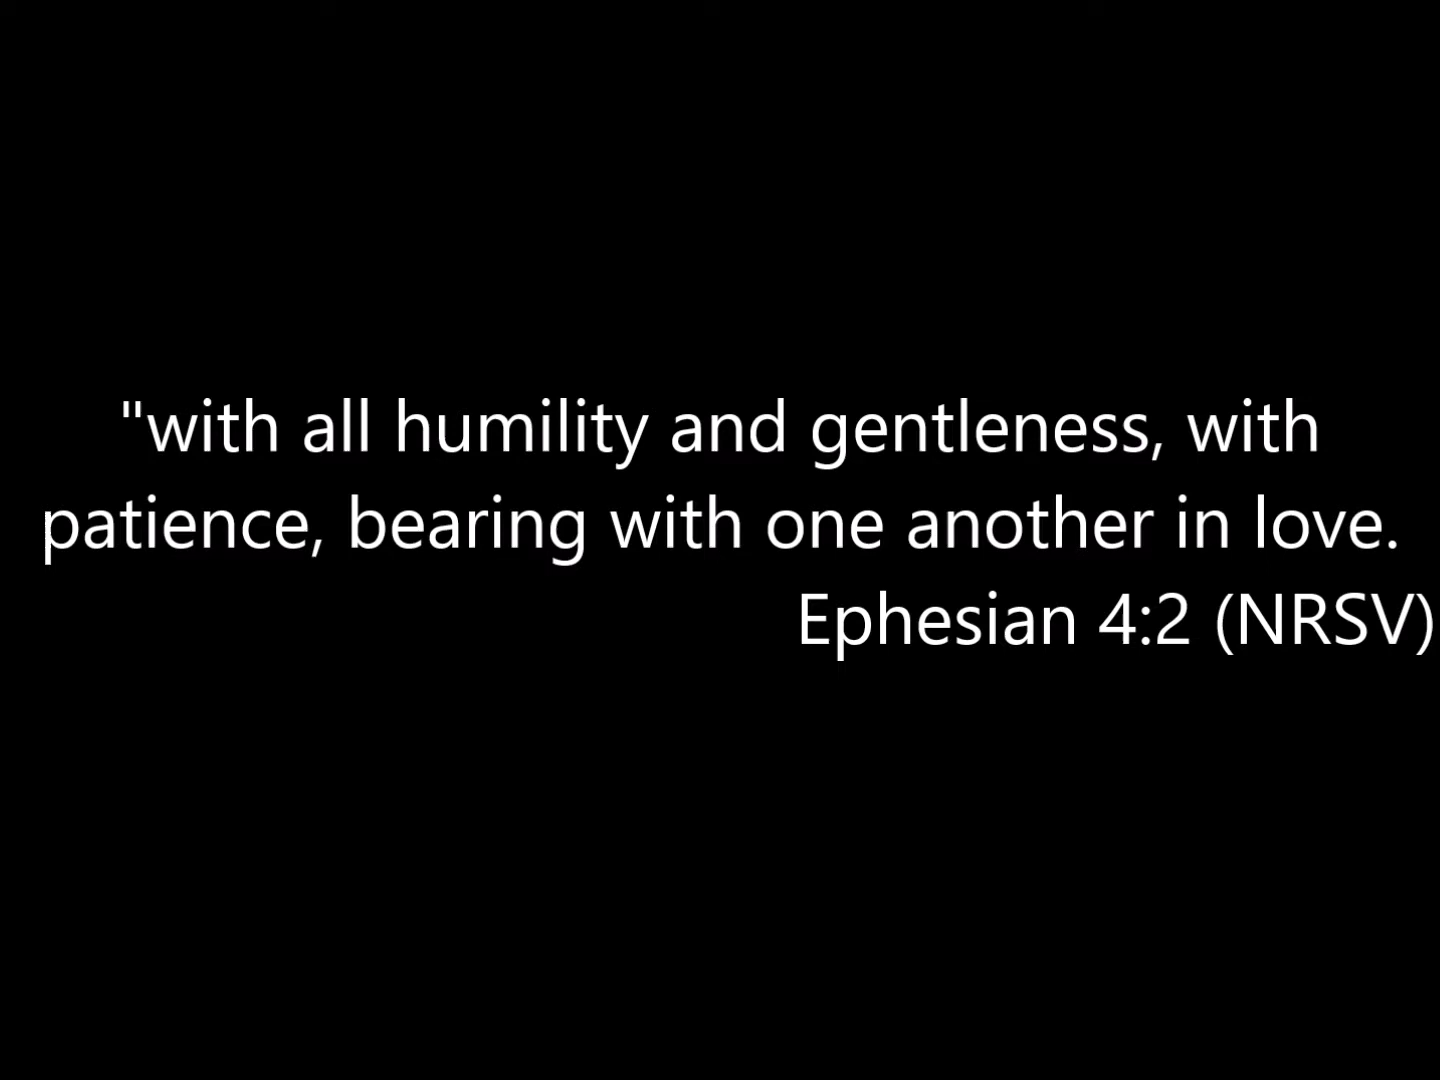 "with all humility and gentleness, with
patience, bearing with one another in love.
Ephesian 4:2 (NRSV)